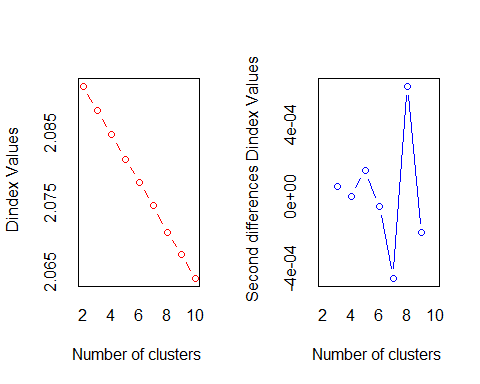 Dindex Values
2.085
2.075
2.065
2 4 6 8 10
Number of clusters
Second differences Dindex Values
4e-04
0e+00
-4e-04
2 4 6 8 10
Number of clusters